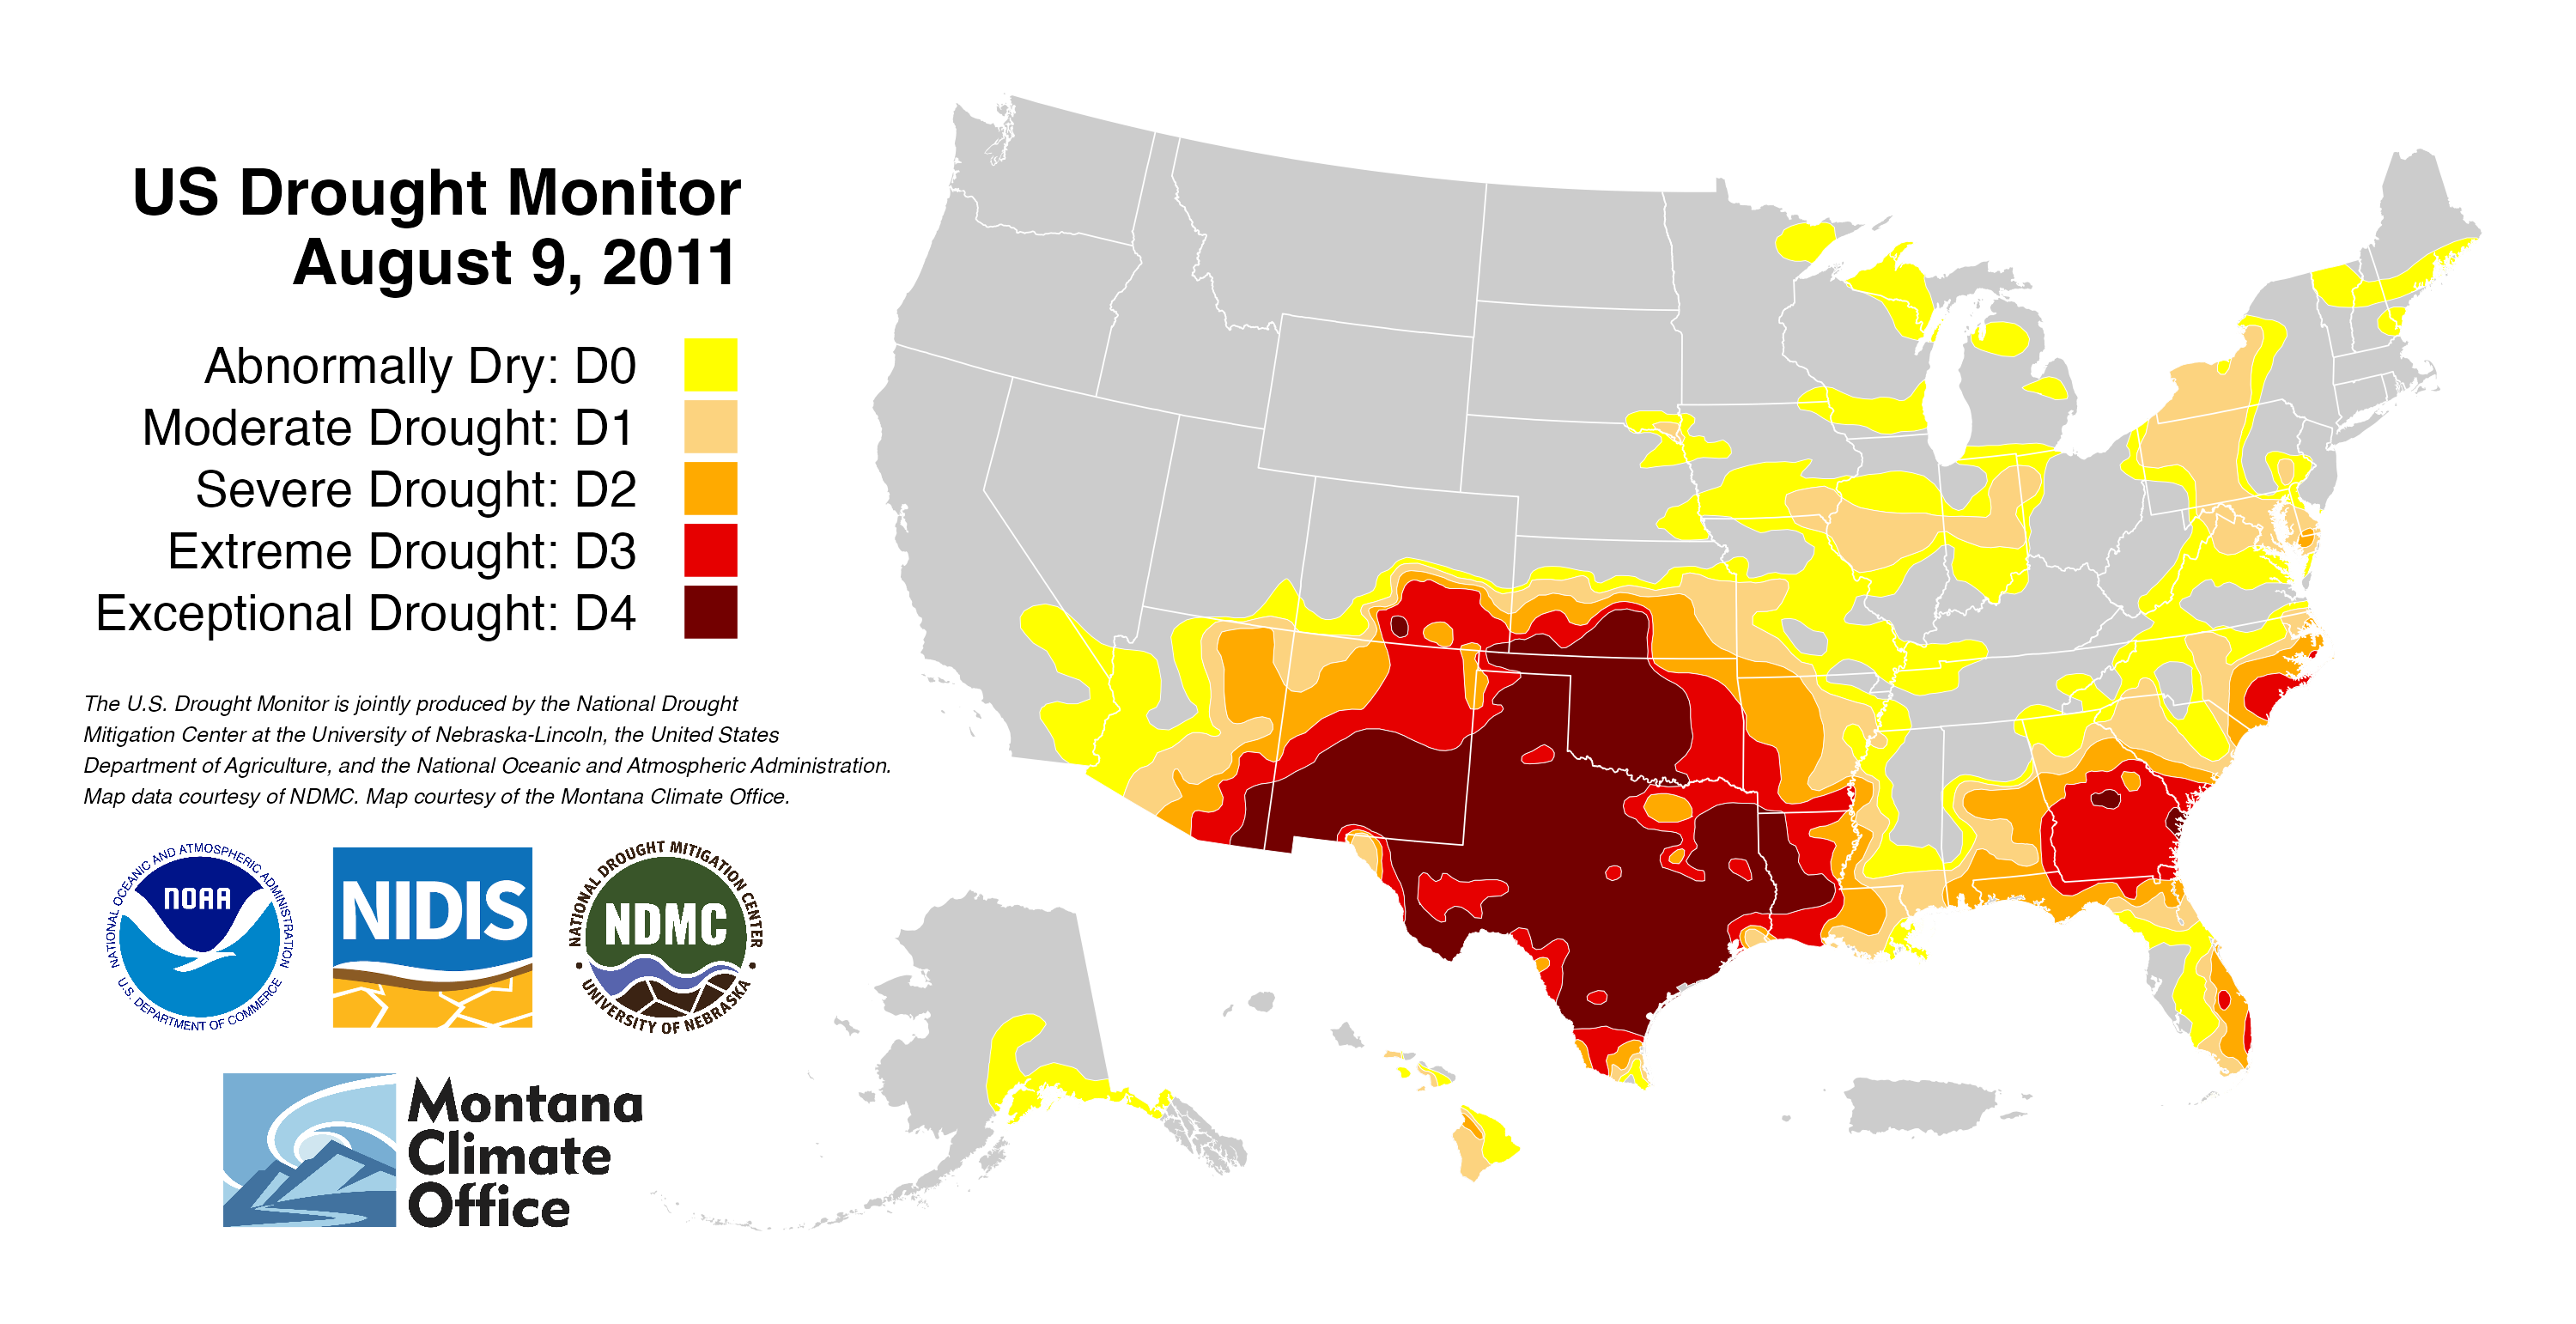 US Drought Monitor
August 9, 2011
Abnormally Dry: D0
Moderate Drought: D1
Severe Drought: D2
Extreme Drought: D3
Exceptional Drought: D4
The U.S. Drought Monitor is jointly produced by the National Drought
Mitigation Center at the University of Nebraska-Lincoln, the United States
Department of Agriculture, and the National Oceanic and Atmospheric Administration.
Map data courtesy of NDMC. Map courtesy of the Montana Climate Office.
NATIONAL OCEANIC AND ATMOSPHERIC ADMINISTRATION
NOAA
U.S. DEPARTMENT OF COMMERCE
NIDIS
NATIONAL DROUGHT MITIGATION CENTER
NDMC
UNIVERSITY OF NEBRASKA
Montana
Climate
Office